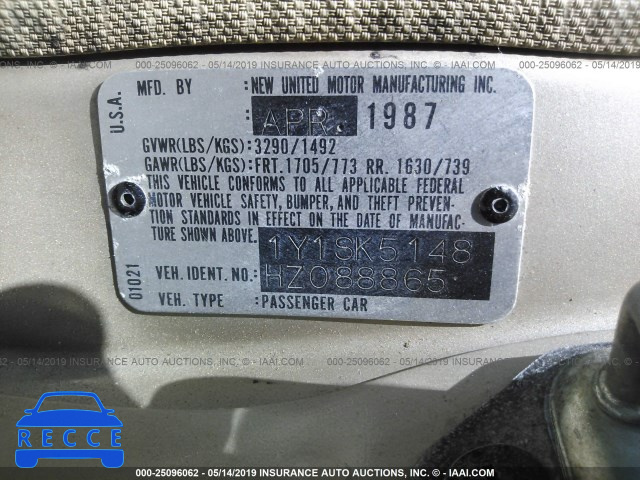 000-25096062 - 05/14/2019 INSURANCE AUTO AUCTIONS, INC. - © - IAAI.COM
U.S.A.
MFD. BY : NEW UNITED MOTOR MANUFACTURING INC.
APR. 1987
GVWR(LBS/KGS):3290/1492
GAWR(LBS/KGS):FRT.1705/773 RR. 1630/739
THIS VEHICLE CONFORMS TO ALL APPLICABLE FEDERAL
MOTOR VEHICLE SAFETY, BUMPER, AND THEFT PREVEN-
TION STANDARDS IN EFFECT ON THE DATE OF MANUFAC-
TURE SHOWN ABOVE.
1Y1SK5148
VEH. IDENT. NO.: HZ088865
VEH. TYPE : PASSENGER CAR
01021
000-25096062 - 05/14/2019 INSURANCE AUTO AUCTIONS, INC. - © - IAAI.COM
RECCE
000-25096062 - 05/14/2019 INSURANCE AUTO AUCTIONS, INC. - © - IAAI.COM